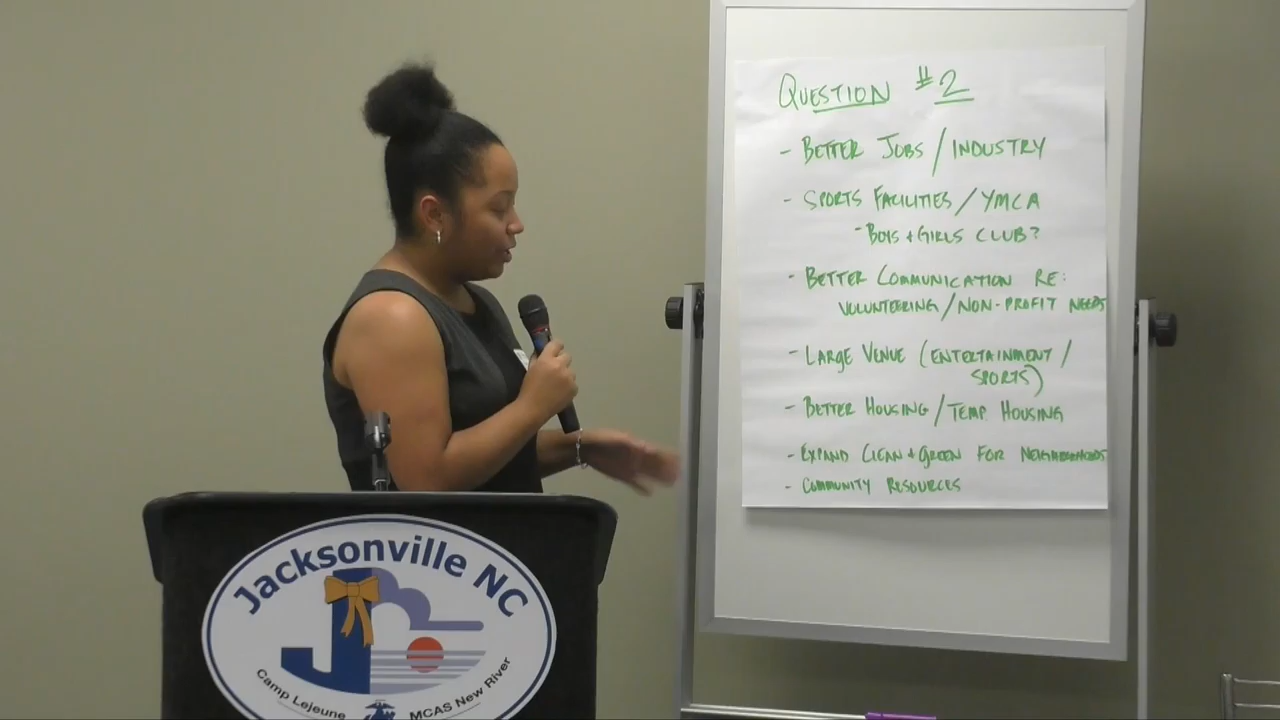 QUESTION #2
- BETTER JOBS / INDUSTRY
- SPORTS FACILITIES / YMCA
- BOYS + GIRLS CLUB?
- BETTER COMMUNICATION RE:
VOLUNTEERING / NON-PROFIT NEEDS
- LARGE VENUE (ENTERTAINMENT /
SPORTS)
- BETTER HOUSING / TEMP HOUSING
- EXPAND CLEAN + GREEN FOR NEIGHBORHOODS
- COMMUNITY RESOURCES
Jacksonville NC
J
Camp Lejeune MCAS New River